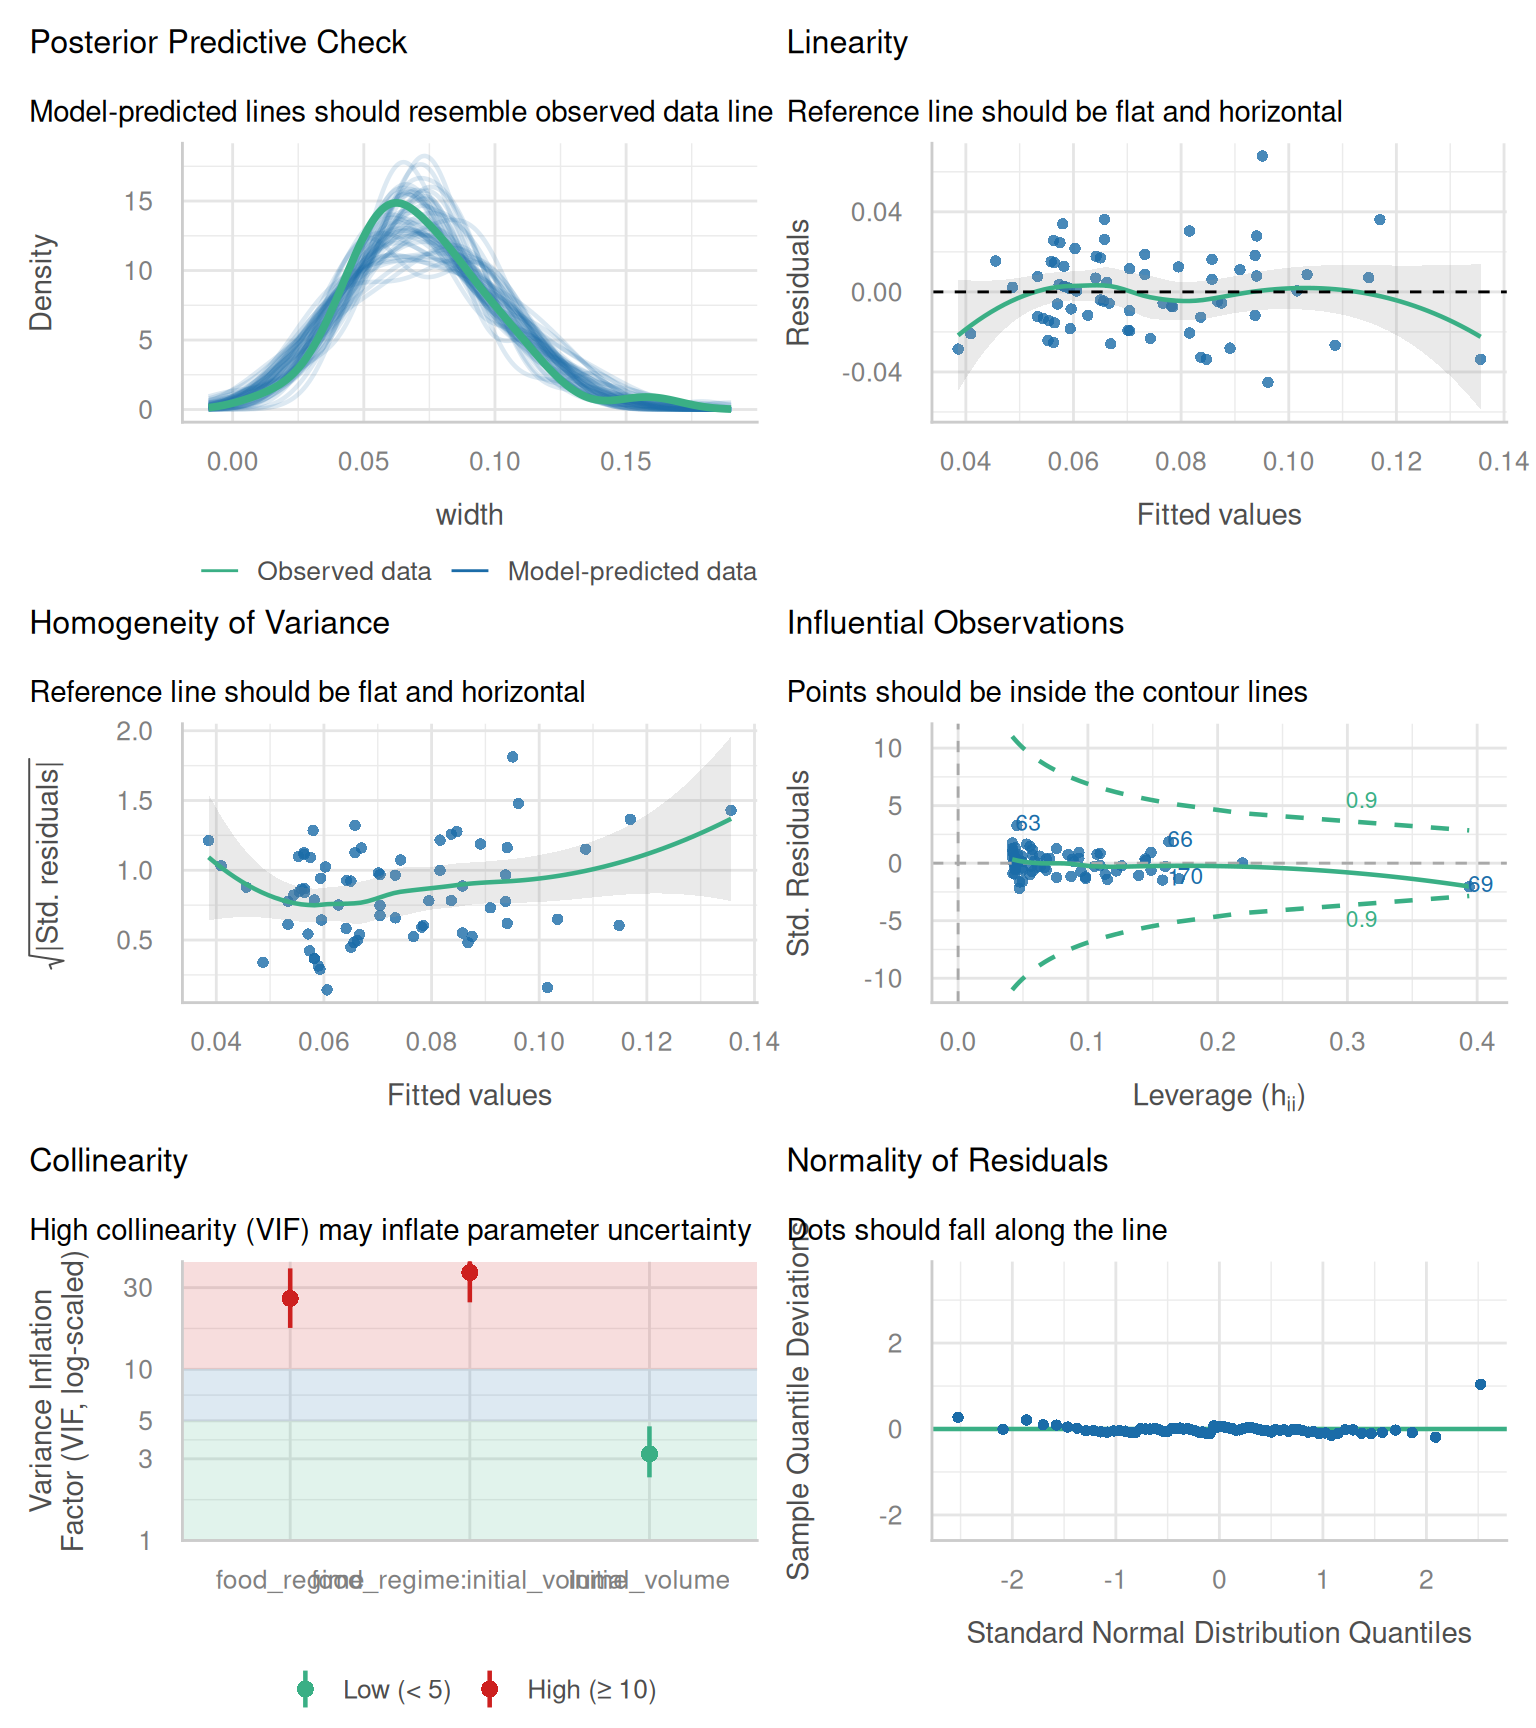 Posterior Predictive Check
Model-predicted lines should resemble observed data line
Density
15
10
5
0
0.00 0.05 0.10 0.15
width
Observed data Model-predicted data
Linearity
Reference line should be flat and horizontal
Residuals
0.04
0.00
-0.04
0.04 0.06 0.08 0.10 0.12 0.14
Fitted values
Homogeneity of Variance
Reference line should be flat and horizontal
√|Std. residuals|
2.0
1.5
1.0
0.5
0.04 0.06 0.08 0.10 0.12 0.14
Fitted values
Influential Observations
Points should be inside the contour lines
Std. Residuals
10
5
0
-5
-10
0.9
63
66
170
69
0.9
0.0 0.1 0.2 0.3 0.4
Leverage (hii)
Collinearity
High collinearity (VIF) may inflate parameter uncertainty
Variance Inflation
Factor (VIF, log-scaled)
30
10
5
3
1
food_regime food_regime:initial_volume initial_volume
Low (< 5) High (≥ 10)
Normality of Residuals
Dots should fall along the line
Sample Quantile Deviations
2
0
-2
-2 -1 0 1 2
Standard Normal Distribution Quantiles